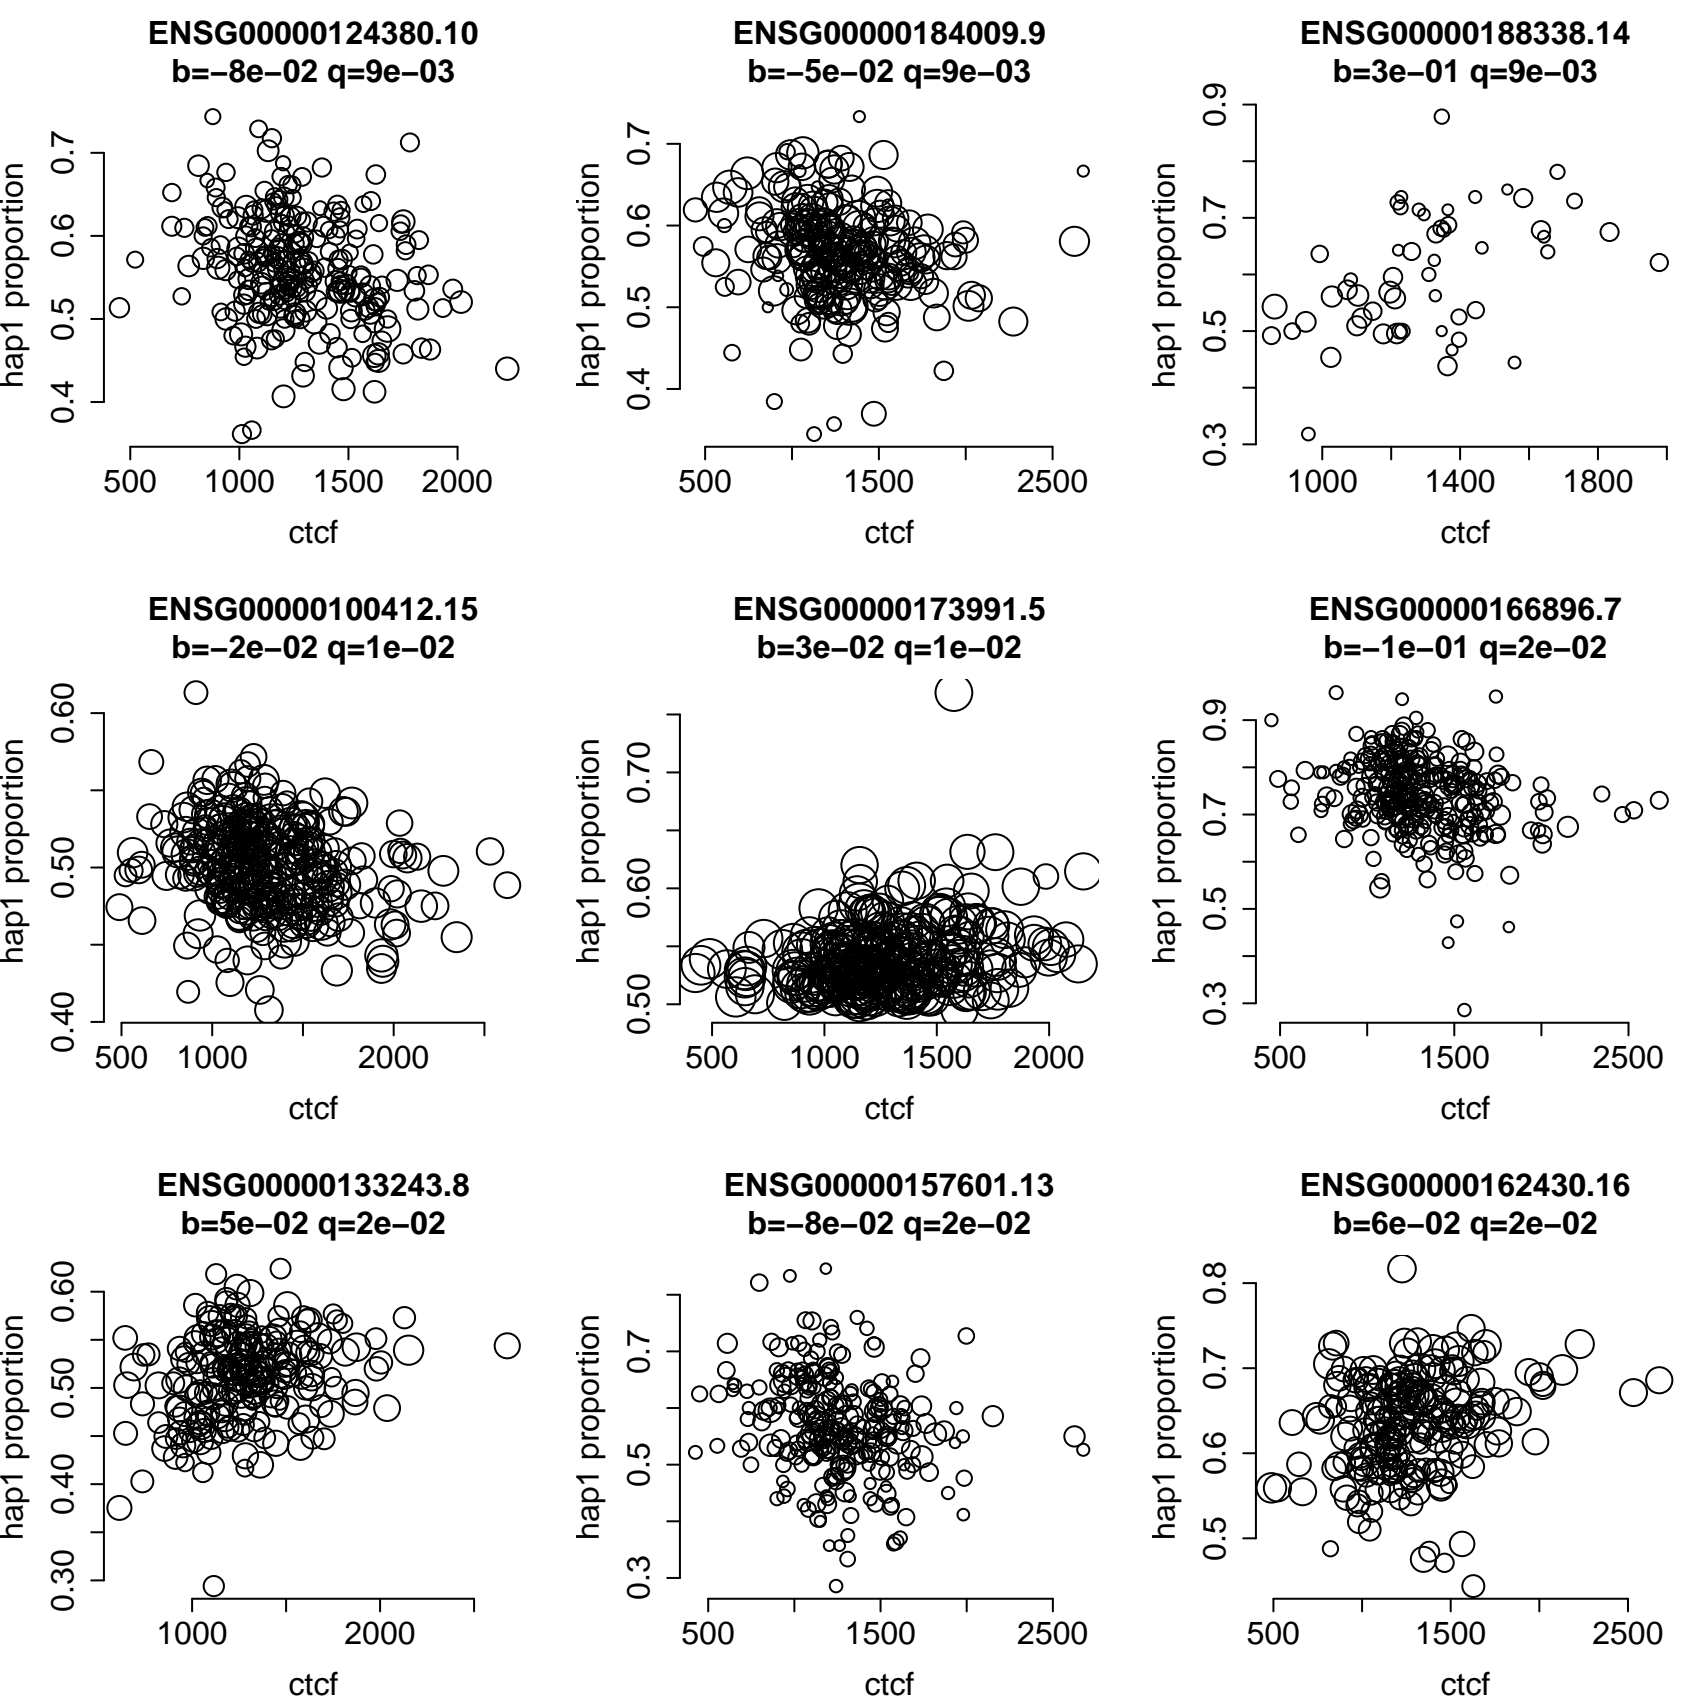 ENSG00000124380.10
b=−8e−02 q=9e−03
hap1 proportion
0.4 0.5 0.6 0.7
500 1000 1500 2000
ctcf
ENSG00000184009.9
b=−5e−02 q=9e−03
hap1 proportion
0.4 0.5 0.6 0.7
500 1500 2500
ctcf
ENSG00000188338.14
b=3e−01 q=9e−03
hap1 proportion
0.3 0.5 0.7 0.9
1000 1400 1800
ctcf
ENSG00000100412.15
b=−2e−02 q=1e−02
hap1 proportion
0.40 0.50 0.60
500 1000 2000
ctcf
ENSG00000173991.5
b=3e−02 q=1e−02
hap1 proportion
0.50 0.60 0.70
500 1000 1500 2000
ctcf
ENSG00000166896.7
b=−1e−01 q=2e−02
hap1 proportion
0.3 0.5 0.7 0.9
500 1500 2500
ctcf
ENSG00000133243.8
b=5e−02 q=2e−02
hap1 proportion
0.30 0.40 0.50 0.60
1000 2000
ctcf
ENSG00000157601.13
b=−8e−02 q=2e−02
hap1 proportion
0.3 0.5 0.7
500 1500 2500
ctcf
ENSG00000162430.16
b=6e−02 q=2e−02
hap1 proportion
0.5 0.6 0.7 0.8
500 1500 2500
ctcf